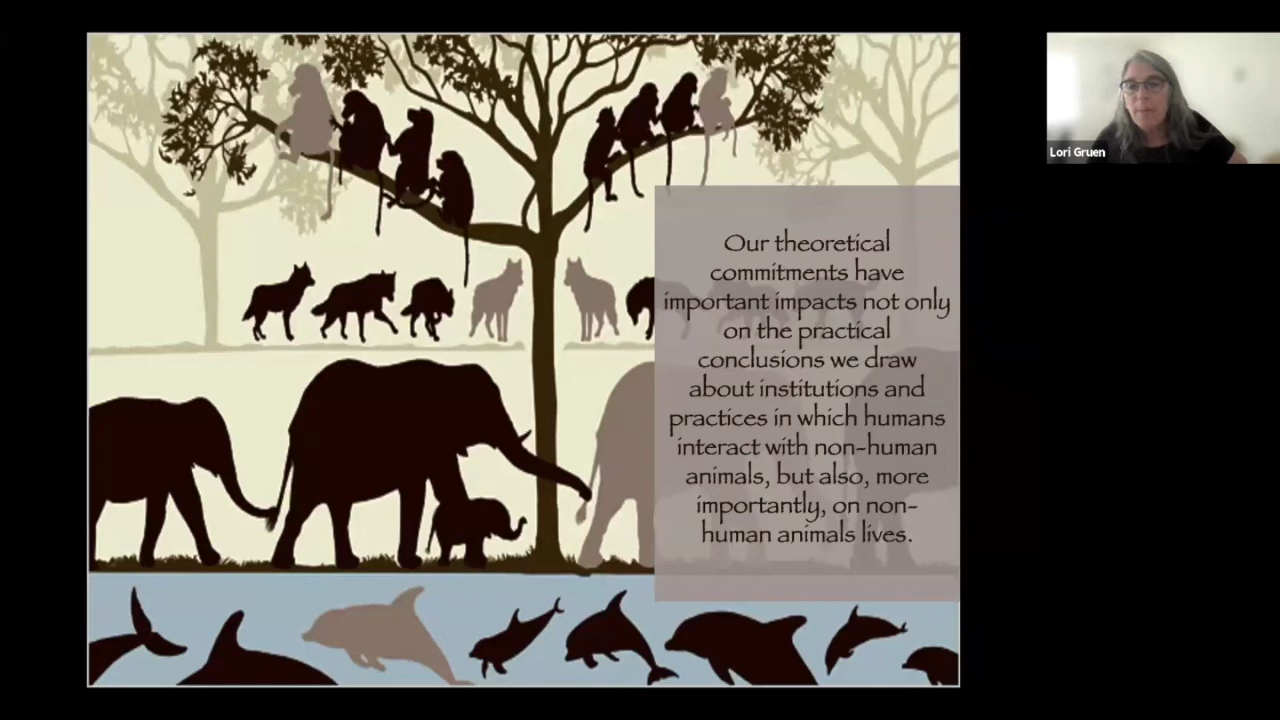 Our theoretical
commitments have
important impacts not only
on the practical
conclusions we draw
about institutions and
practices in which humans
interact with non-human
animals, but also, more
importantly, on non-
human animals lives.
Lori Gruen